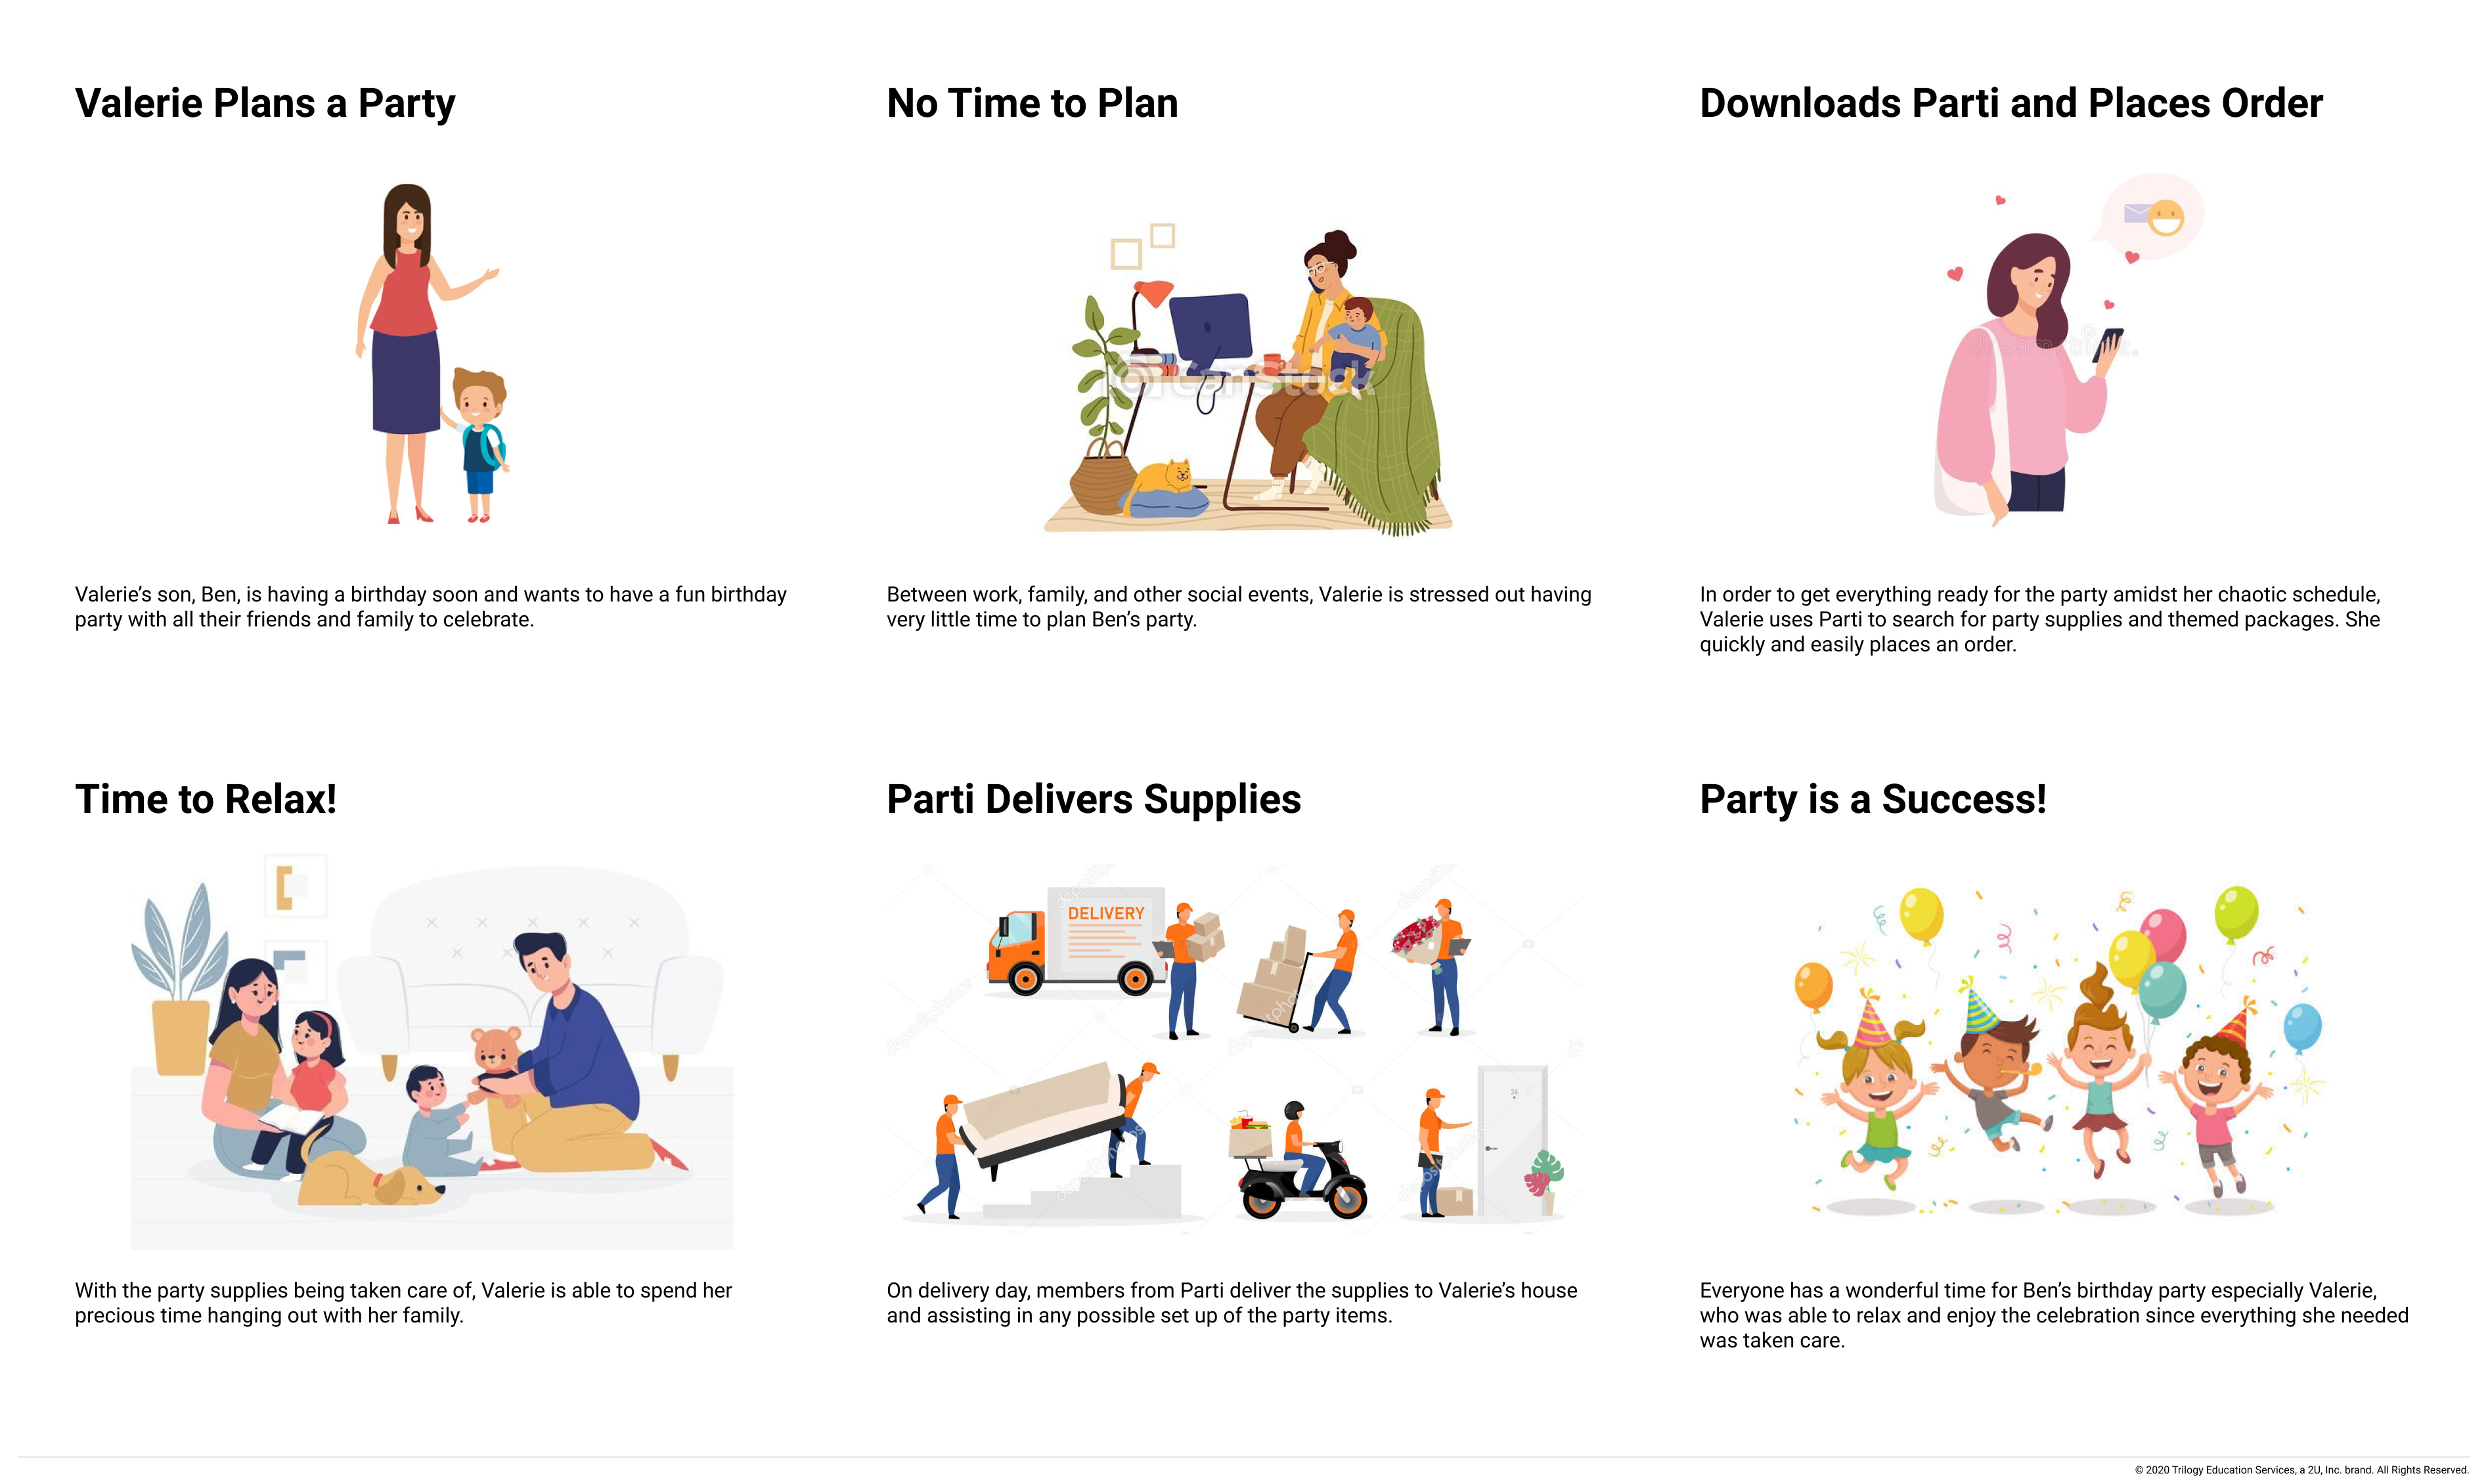 Valerie Plans a Party
No Time to Plan
Downloads Parti and Places Order
Valerie’s son, Ben, is having a birthday soon and wants to have a fun birthday
party with all their friends and family to celebrate.
Between work, family, and other social events, Valerie is stressed out having
very little time to plan Ben’s party.
In order to get everything ready for the party amidst her chaotic schedule,
Valerie uses Parti to search for party supplies and themed packages. She
quickly and easily places an order.
Time to Relax!
Parti Delivers Supplies
Party is a Success!
DELIVERY
With the party supplies being taken care of, Valerie is able to spend her
precious time hanging out with her family.
On delivery day, members from Parti deliver the supplies to Valerie’s house
and assisting in any possible set up of the party items.
Everyone has a wonderful time for Ben’s birthday party especially Valerie,
who was able to relax and enjoy the celebration since everything she needed
was taken care.
© 2020 Trilogy Education Services, a 2U, Inc. brand. All Rights Reserved.